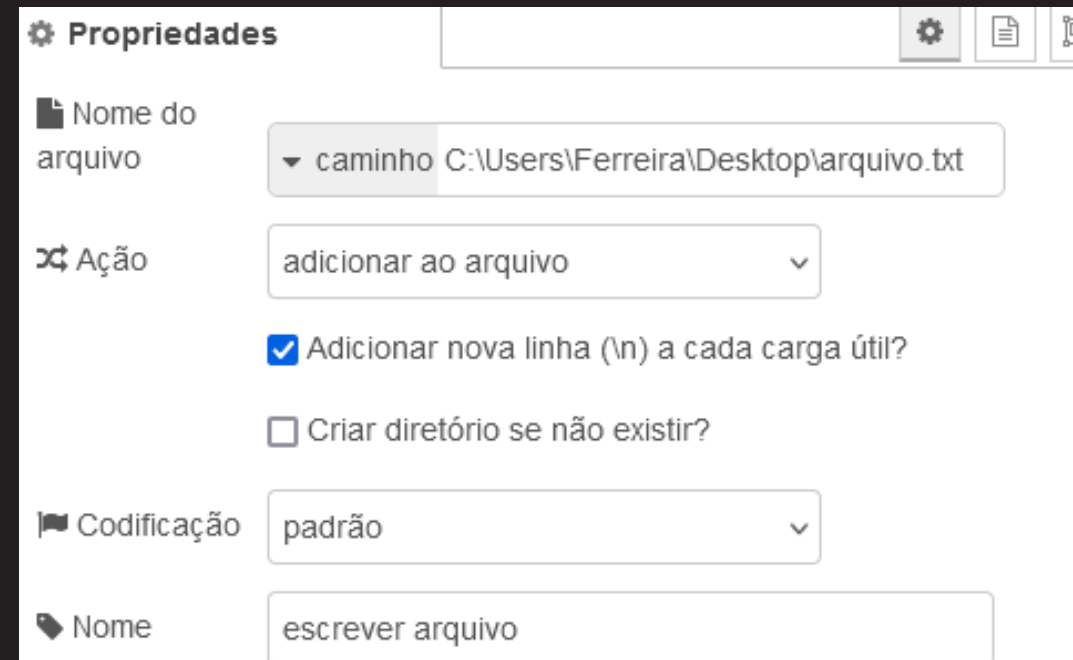 Propriedades
Nome do
arquivo
caminho C:\Users\Ferreira\Desktop\arquivo.txt
Ação
adicionar ao arquivo
Adicionar nova linha (\n) a cada carga útil?
Criar diretório se não existir?
Codificação
padrão
Nome
escrever arquivo